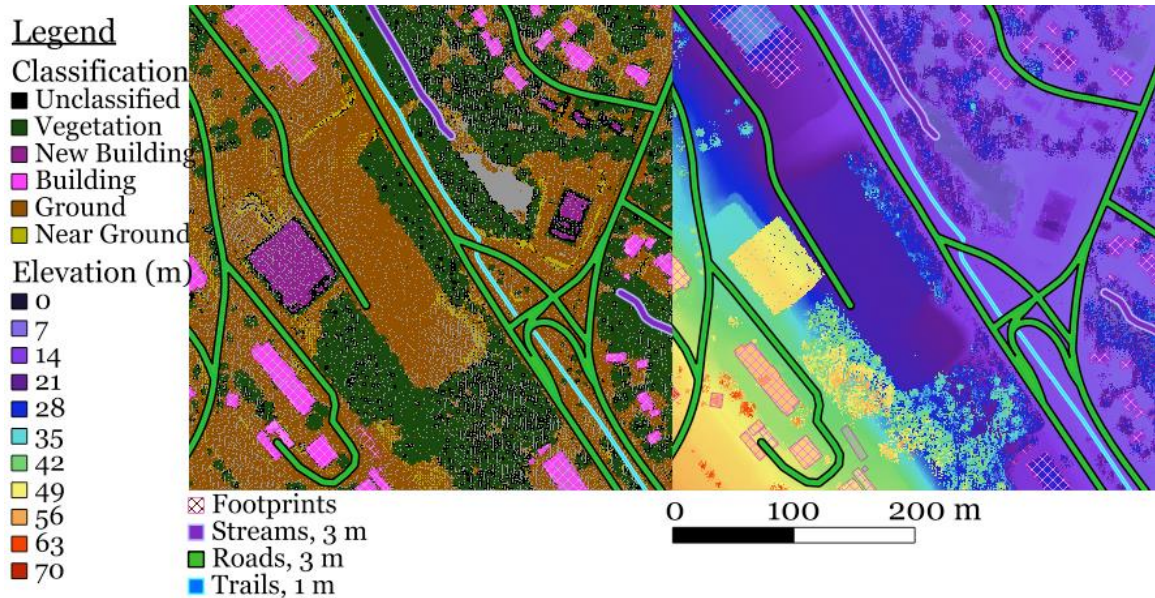 Legend
Classification
Unclassified
Vegetation
New Building
Building
Ground
Near Ground
Elevation (m)
0
7
14
21
28
35
42
49
56
63
70
Footprints
Streams, 3 m
Roads, 3 m
Trails, 1 m
0 100 200 m